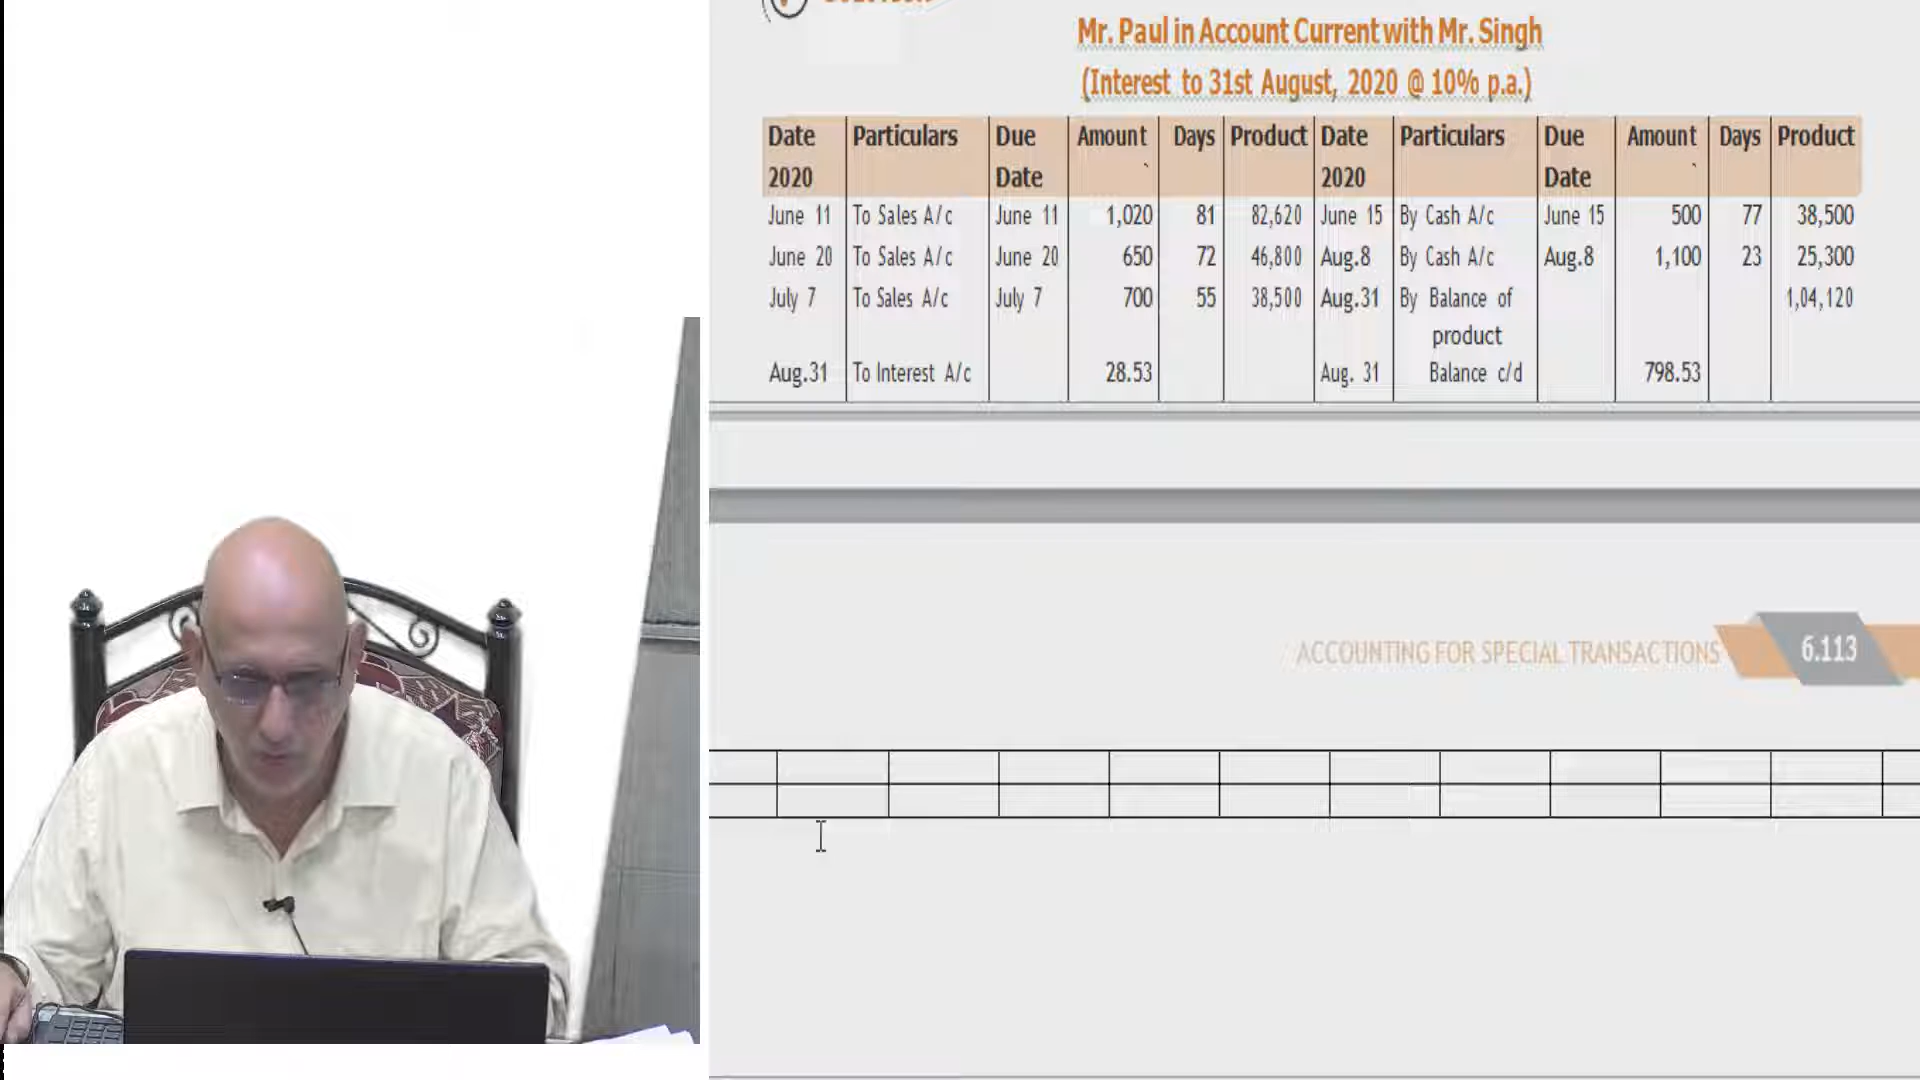 Mr. Paul in Account Current with Mr. Singh
(Interest to 31st August, 2020 @ 10% p.a.)
Date 2020 Particulars Due Date Amount ` Days Product Date 2020 Particulars Due Date Amount ` Days Product
June 11 To Sales A/c June 11 1,020 81 82,620 June 15 By Cash A/c June 15 500 77 38,500
June 20 To Sales A/c June 20 650 72 46,800 Aug.8 By Cash A/c Aug.8 1,100 23 25,300
July 7 To Sales A/c July 7 700 55 38,500 Aug.31 By Balance of product 1,04,120
Aug.31 To Interest A/c 28.53 Aug. 31 Balance c/d 798.53
ACCOUNTING FOR SPECIAL TRANSACTIONS 6.113